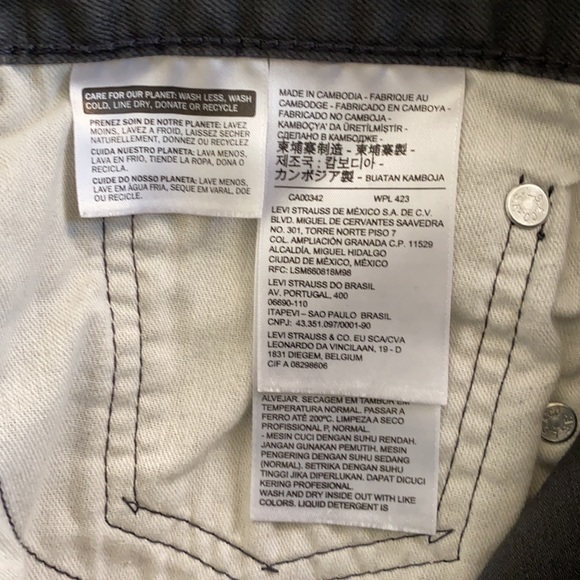 CARE FOR OUR PLANET: WASH LESS, WASH
COLD, LINE DRY, DONATE OR RECYCLE
PRENEZ SOIN DE NOTRE PLANETE: LAVEZ
MOINS, LAVEZ A FROID, LAISSEZ SECHER
NATURELLEMENT, DONNEZ OU RECYCLEZ
CUIDA NUESTRO PLANETA: LAVA MENOS,
LAVA EN FRIO, TIENDE LA ROPA, DONA O
RECICLA.
CUIDE DO NOSSO PLANETA: LAVE MENOS,
LAVE EM ÁGUA FRIA, SEQUE EM VARAL, DOE
OU RECICLE.
MADE IN CAMBODIA - FABRIQUE AU
CAMBODGE - FABRICADO EN CAMBOYA -
FABRICADO NO CAMBOJA -
KAMBOÇYA'DA ÜRETİLMİŞTİR -
СДЕЛАНО В КАМБОДЖЕ -
柬埔寨制造 - 柬埔寨製 -
제조국 : 캄보디아 -
カンボジア製 - BUATAN KAMBOJA
CA00342 WPL 423
LEVI STRAUSS DE MÉXICO S.A. DE C.V.
BLVD. MIGUEL DE CERVANTES SAAVEDRA
NO. 301, TORRE NORTE PISO 7
COL. AMPLIACIÓN GRANADA C.P. 11529
ALCALDÍA. MIGUEL HIDALGO
CIUDAD DE MÉXICO, MÉXICO
RFC: LSM660818M98
LEVI STRAUSS DO BRASIL
AV. PORTUGAL, 400
06690-110
ITAPEVI – SAO PAULO BRASIL
CNPJ: 43.351.097/0001-90
LEVI STRAUSS & CO. EU SCA/CVA
LEONARDO DA VINCILAAN, 19 - D
1831 DIEGEM, BELGIUM
CIF A 08298606
ALVEJAR. SECAGEM EM TAMBOR EM
TEMPERATURA NORMAL. PASSAR A
FERRO ATÉ 200ºC. LIMPEZA A SECO
PROFISSIONAL P, NORMAL.
- MESIN CUCI DENGAN SUHU RENDAH.
JANGAN GUNAKAN PEMUTIH. MESIN
PENGERING DENGAN SUHU SEDANG
(NORMAL). SETRIKA DENGAN SUHU
TINGGI JIKA DIPERLUKAN. DAPAT DICUCI
KERING PROFESIONAL.
WASH AND DRY INSIDE OUT WITH LIKE
COLORS. LIQUID DETERGENT IS